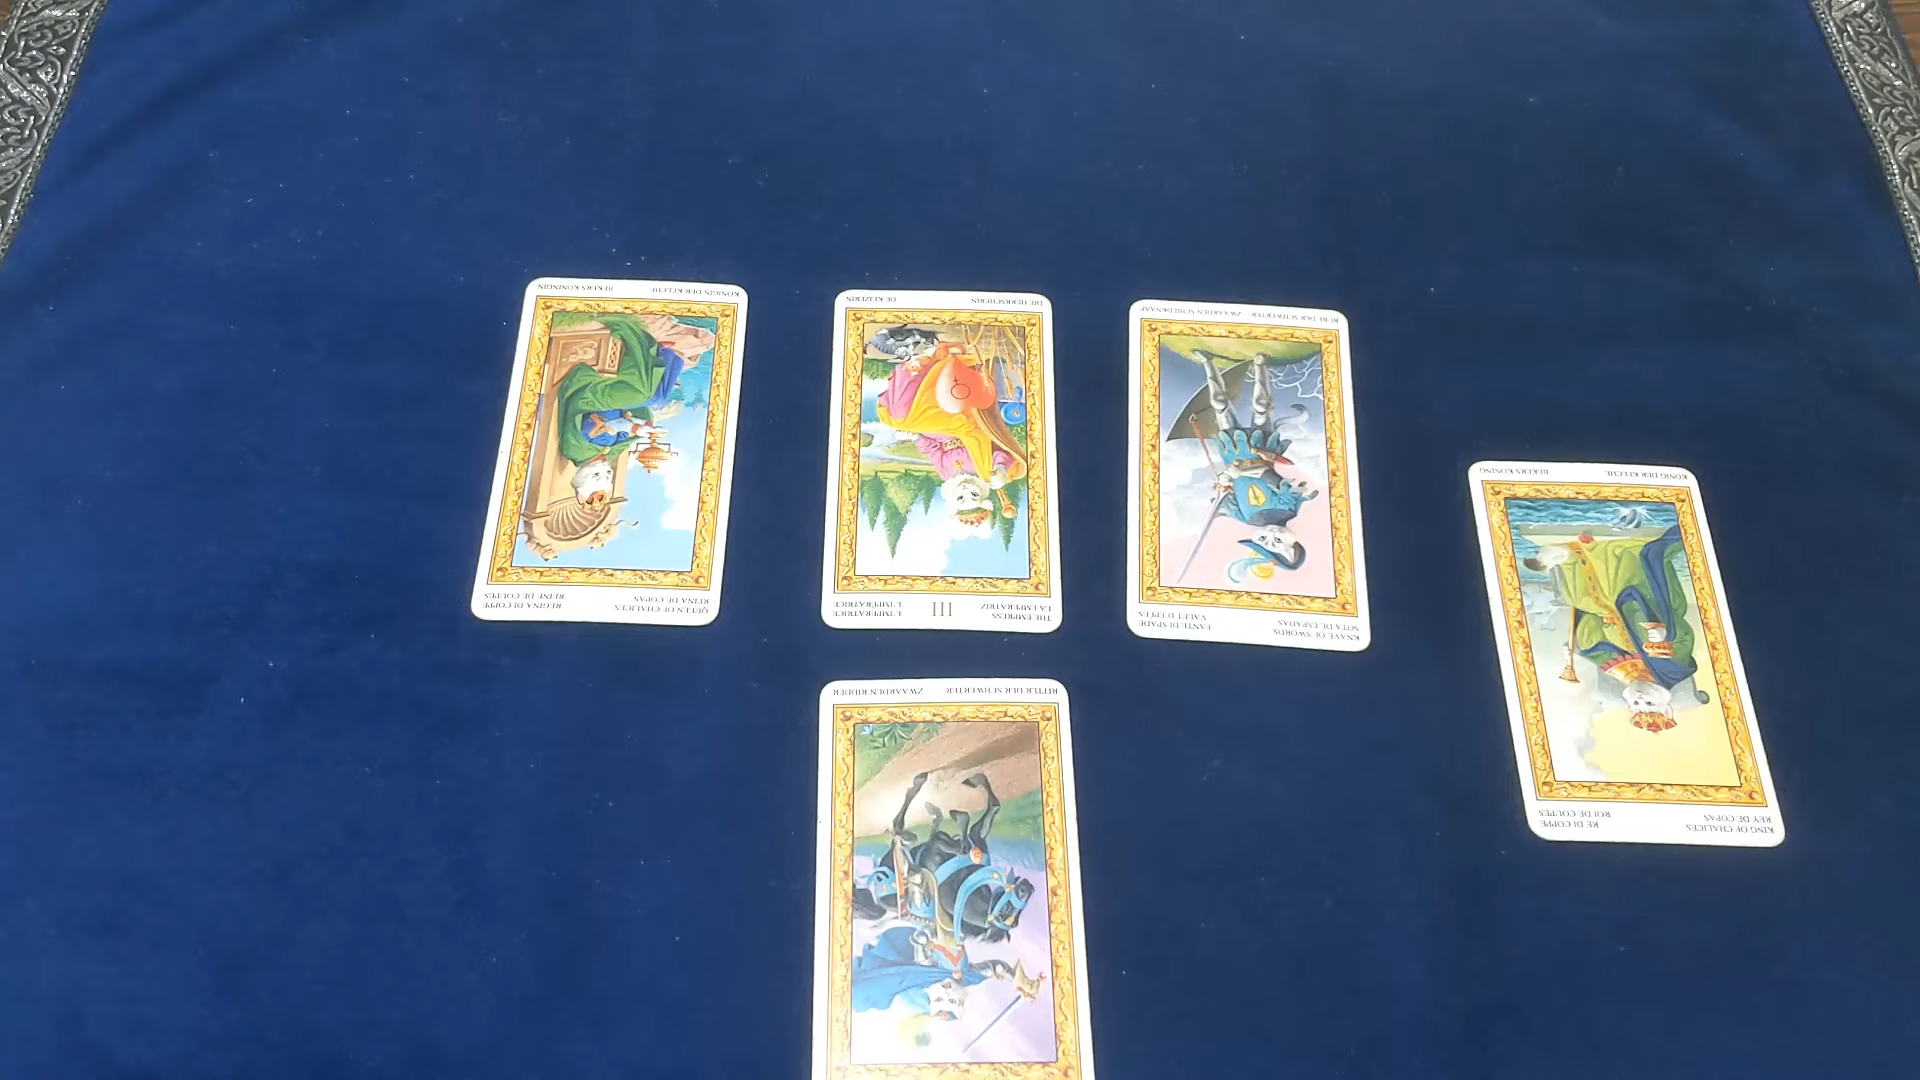 KÖNIGIN DER KELCHE BEKERS KONINGIN
REGINA DI COPPE QUEEN OF CHALICES
REINE DE COUPES REINA DE COPAS
DIE HERRSCHERIN DE KEIZERIN
III
L'IMPERATRICE THE EMPRESS
L'IMPÉRATRICE LA EMPERATRIZ
BUBE DER SCHWERTER ZWAARDEN SCHILDKNAAP
FANTE DI SPADE KNAVE OF SWORDS
VALET D'ÉPÉES SOTA DE ESPADAS
KÖNIG DER KELCHE BEKERS KONING
RE DI COPPE KING OF CHALICES
ROI DE COUPES REY DE COPAS
RITTER DER SCHWERTER ZWAARDEN RIDDER